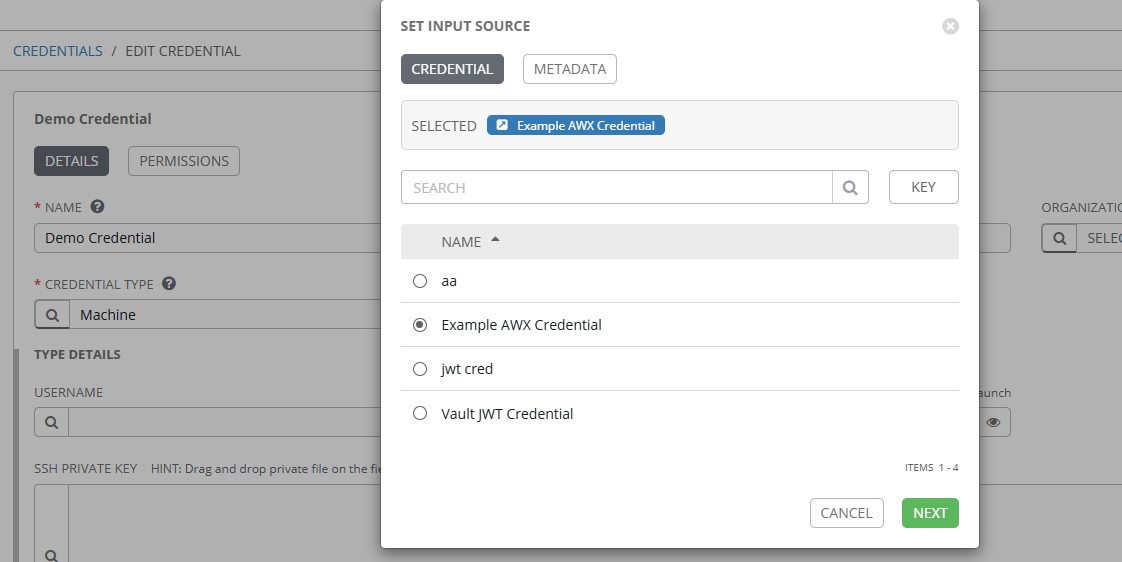 CREDENTIALS / EDIT CREDENTIAL
Demo Credential
DETAILS
PERMISSIONS
* NAME
Demo Credential
ORGANIZATIO
SELEC
* CREDENTIAL TYPE
Machine
TYPE DETAILS
USERNAME
aunch
SSH PRIVATE KEY HINT: Drag and drop private file on the fie
SET INPUT SOURCE
CREDENTIAL
METADATA
SELECTED Example AWX Credential
SEARCH
KEY
NAME
aa
Example AWX Credential
jwt cred
Vault JWT Credential
ITEMS 1 - 4
CANCEL
NEXT